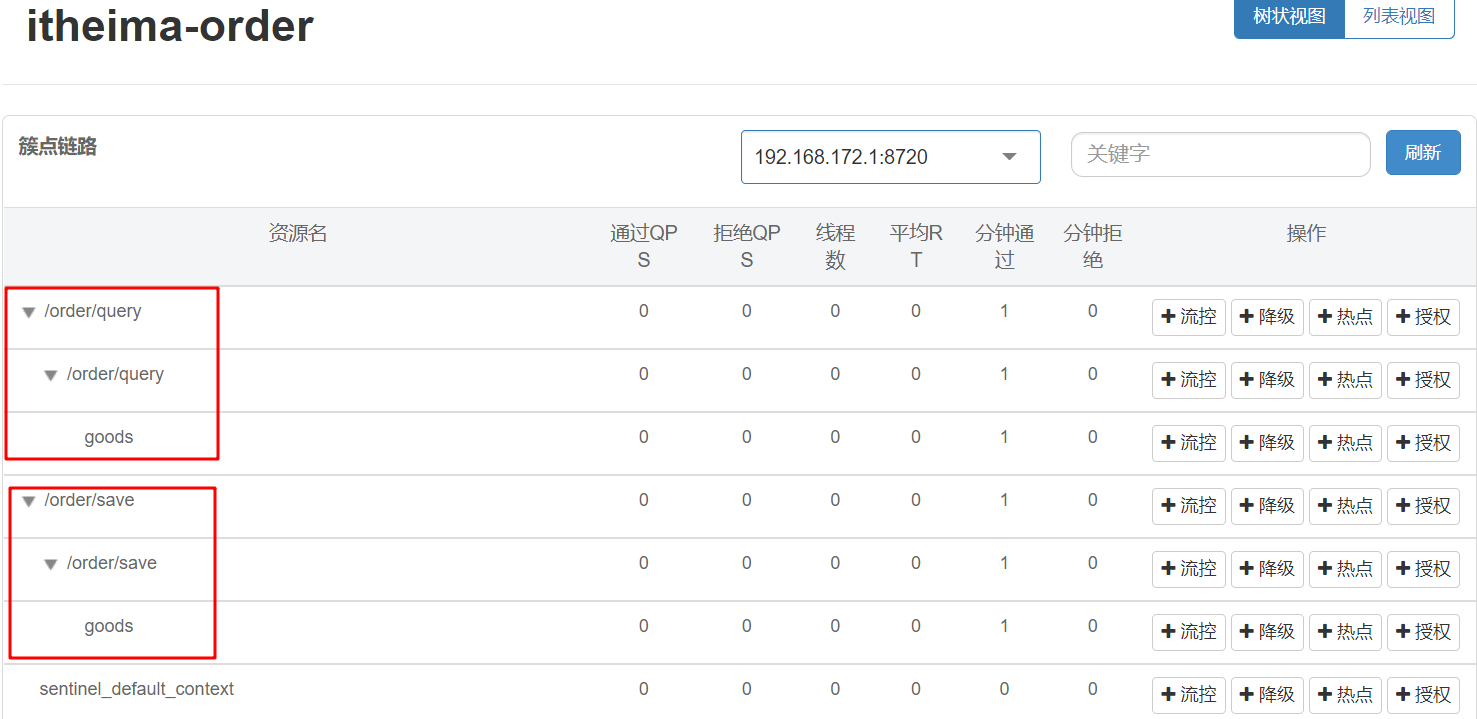 itheima-order
树状视图 列表视图
簇点链路 192.168.172.1:8720 关键字 刷新
资源名 通过QP 拒绝QP 线程 平均R 分钟通 分钟拒 操作
S S 数 T 过 绝
/order/query 0 0 0 0 1 0 流控 降级 热点 授权
/order/query 0 0 0 0 1 0 流控 降级 热点 授权
goods 0 0 0 0 1 0 流控 降级 热点 授权
/order/save 0 0 0 0 1 0 流控 降级 热点 授权
/order/save 0 0 0 0 1 0 流控 降级 热点 授权
goods 0 0 0 0 1 0 流控 降级 热点 授权
sentinel_default_context 0 0 0 0 0 0 流控 降级 热点 授权